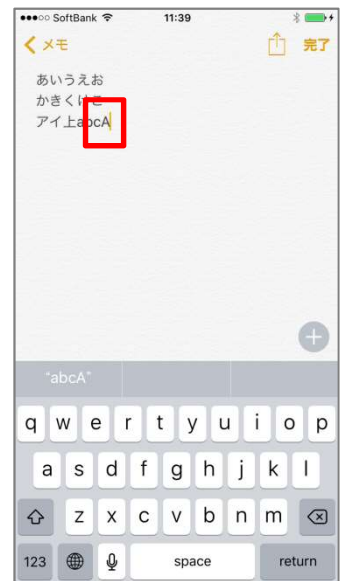 SoftBank 11:39
メモ 完了
あいうえお
かきくけこ
アイ上abcA
"abcA"
q w e r t y u i o p
a s d f g h j k l
z x c v b n m
123 space return